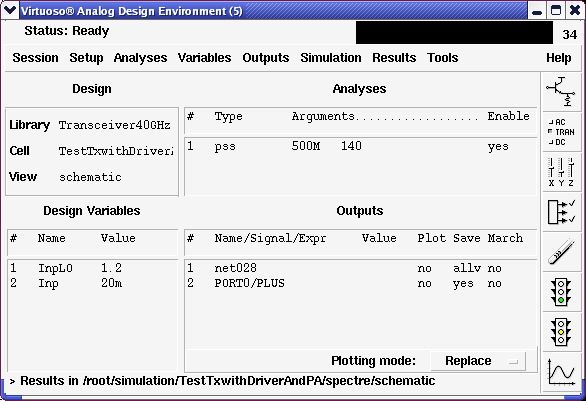 Virtuoso® Analog Design Environment (5)
Status: Ready
34
Session Setup Analyses Variables Outputs Simulation Results Tools Help
Design
Library Transceiver40GHz
Cell TestTxwithDriver
View schematic
Analyses
# Type Arguments................... Enable
1 pss 500M 140 yes
Design Variables
# Name Value
1 InpLO 1.2
2 Inp 20m
Outputs
# Name/Signal/Expr Value Plot Save March
1 net028 no allv no
2 PORT0/PLUS no yes no
Plotting mode: Replace
> Results in /root/simulation/TestTxwithDriverAndPA/spectre/schematic
AC
TRAN
DC
X Y Z